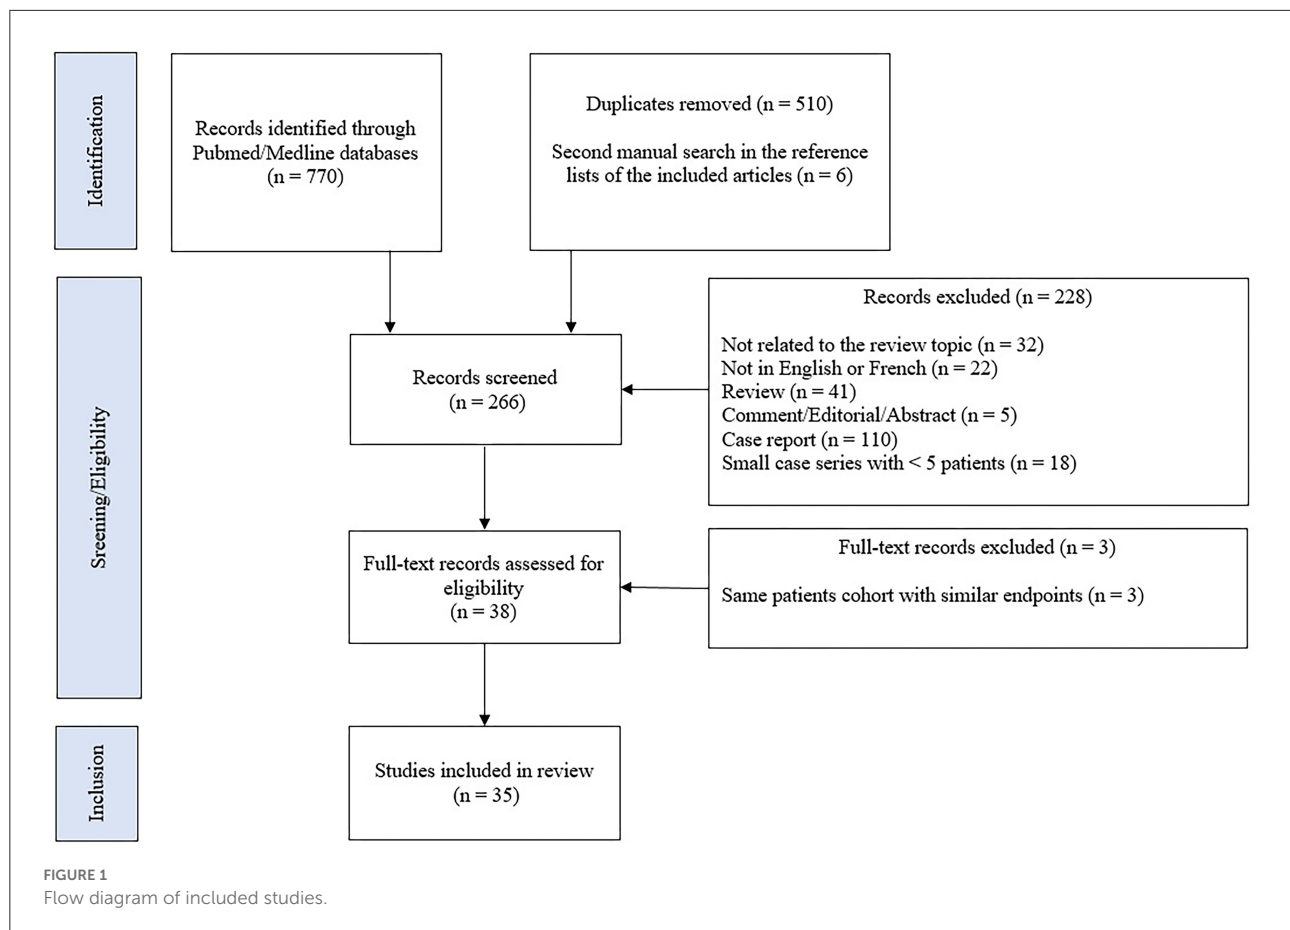 Identification
Records identified through
Pubmed/Medline databases
(n = 770)
Duplicates removed (n = 510)
Second manual search in the reference
lists of the included articles (n = 6)
Sreening/Eligibility
Records screened
(n = 266)
Records excluded (n = 228)
Not related to the review topic (n = 32)
Not in English or French (n = 22)
Review (n = 41)
Comment/Editorial/Abstract (n = 5)
Case report (n = 110)
Small case series with < 5 patients (n = 18)
Full-text records assessed for
eligibility
(n = 38)
Full-text records excluded (n = 3)
Same patients cohort with similar endpoints (n = 3)
Inclusion
Studies included in review
(n = 35)
FIGURE 1
Flow diagram of included studies.